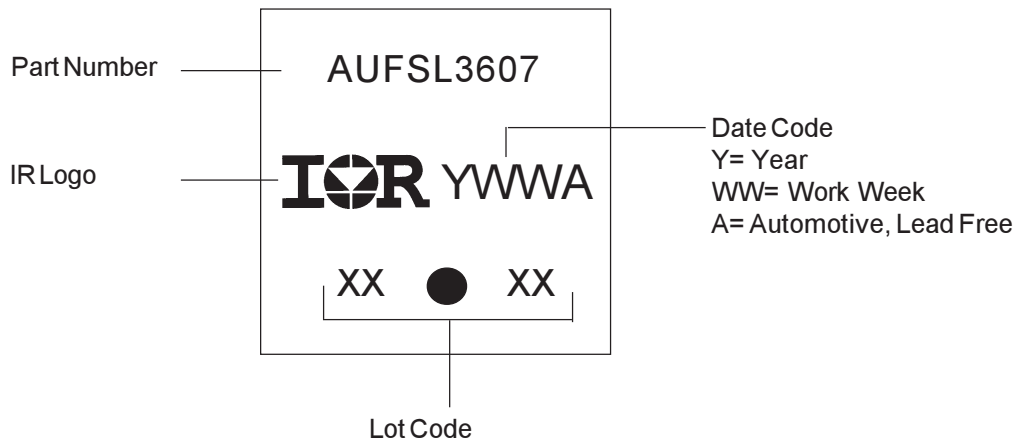 Part Number
AUFSL3607
IR Logo
IOR YWWA
Date Code
Y= Year
WW= Work Week
A= Automotive, Lead Free
XX XX
Lot Code